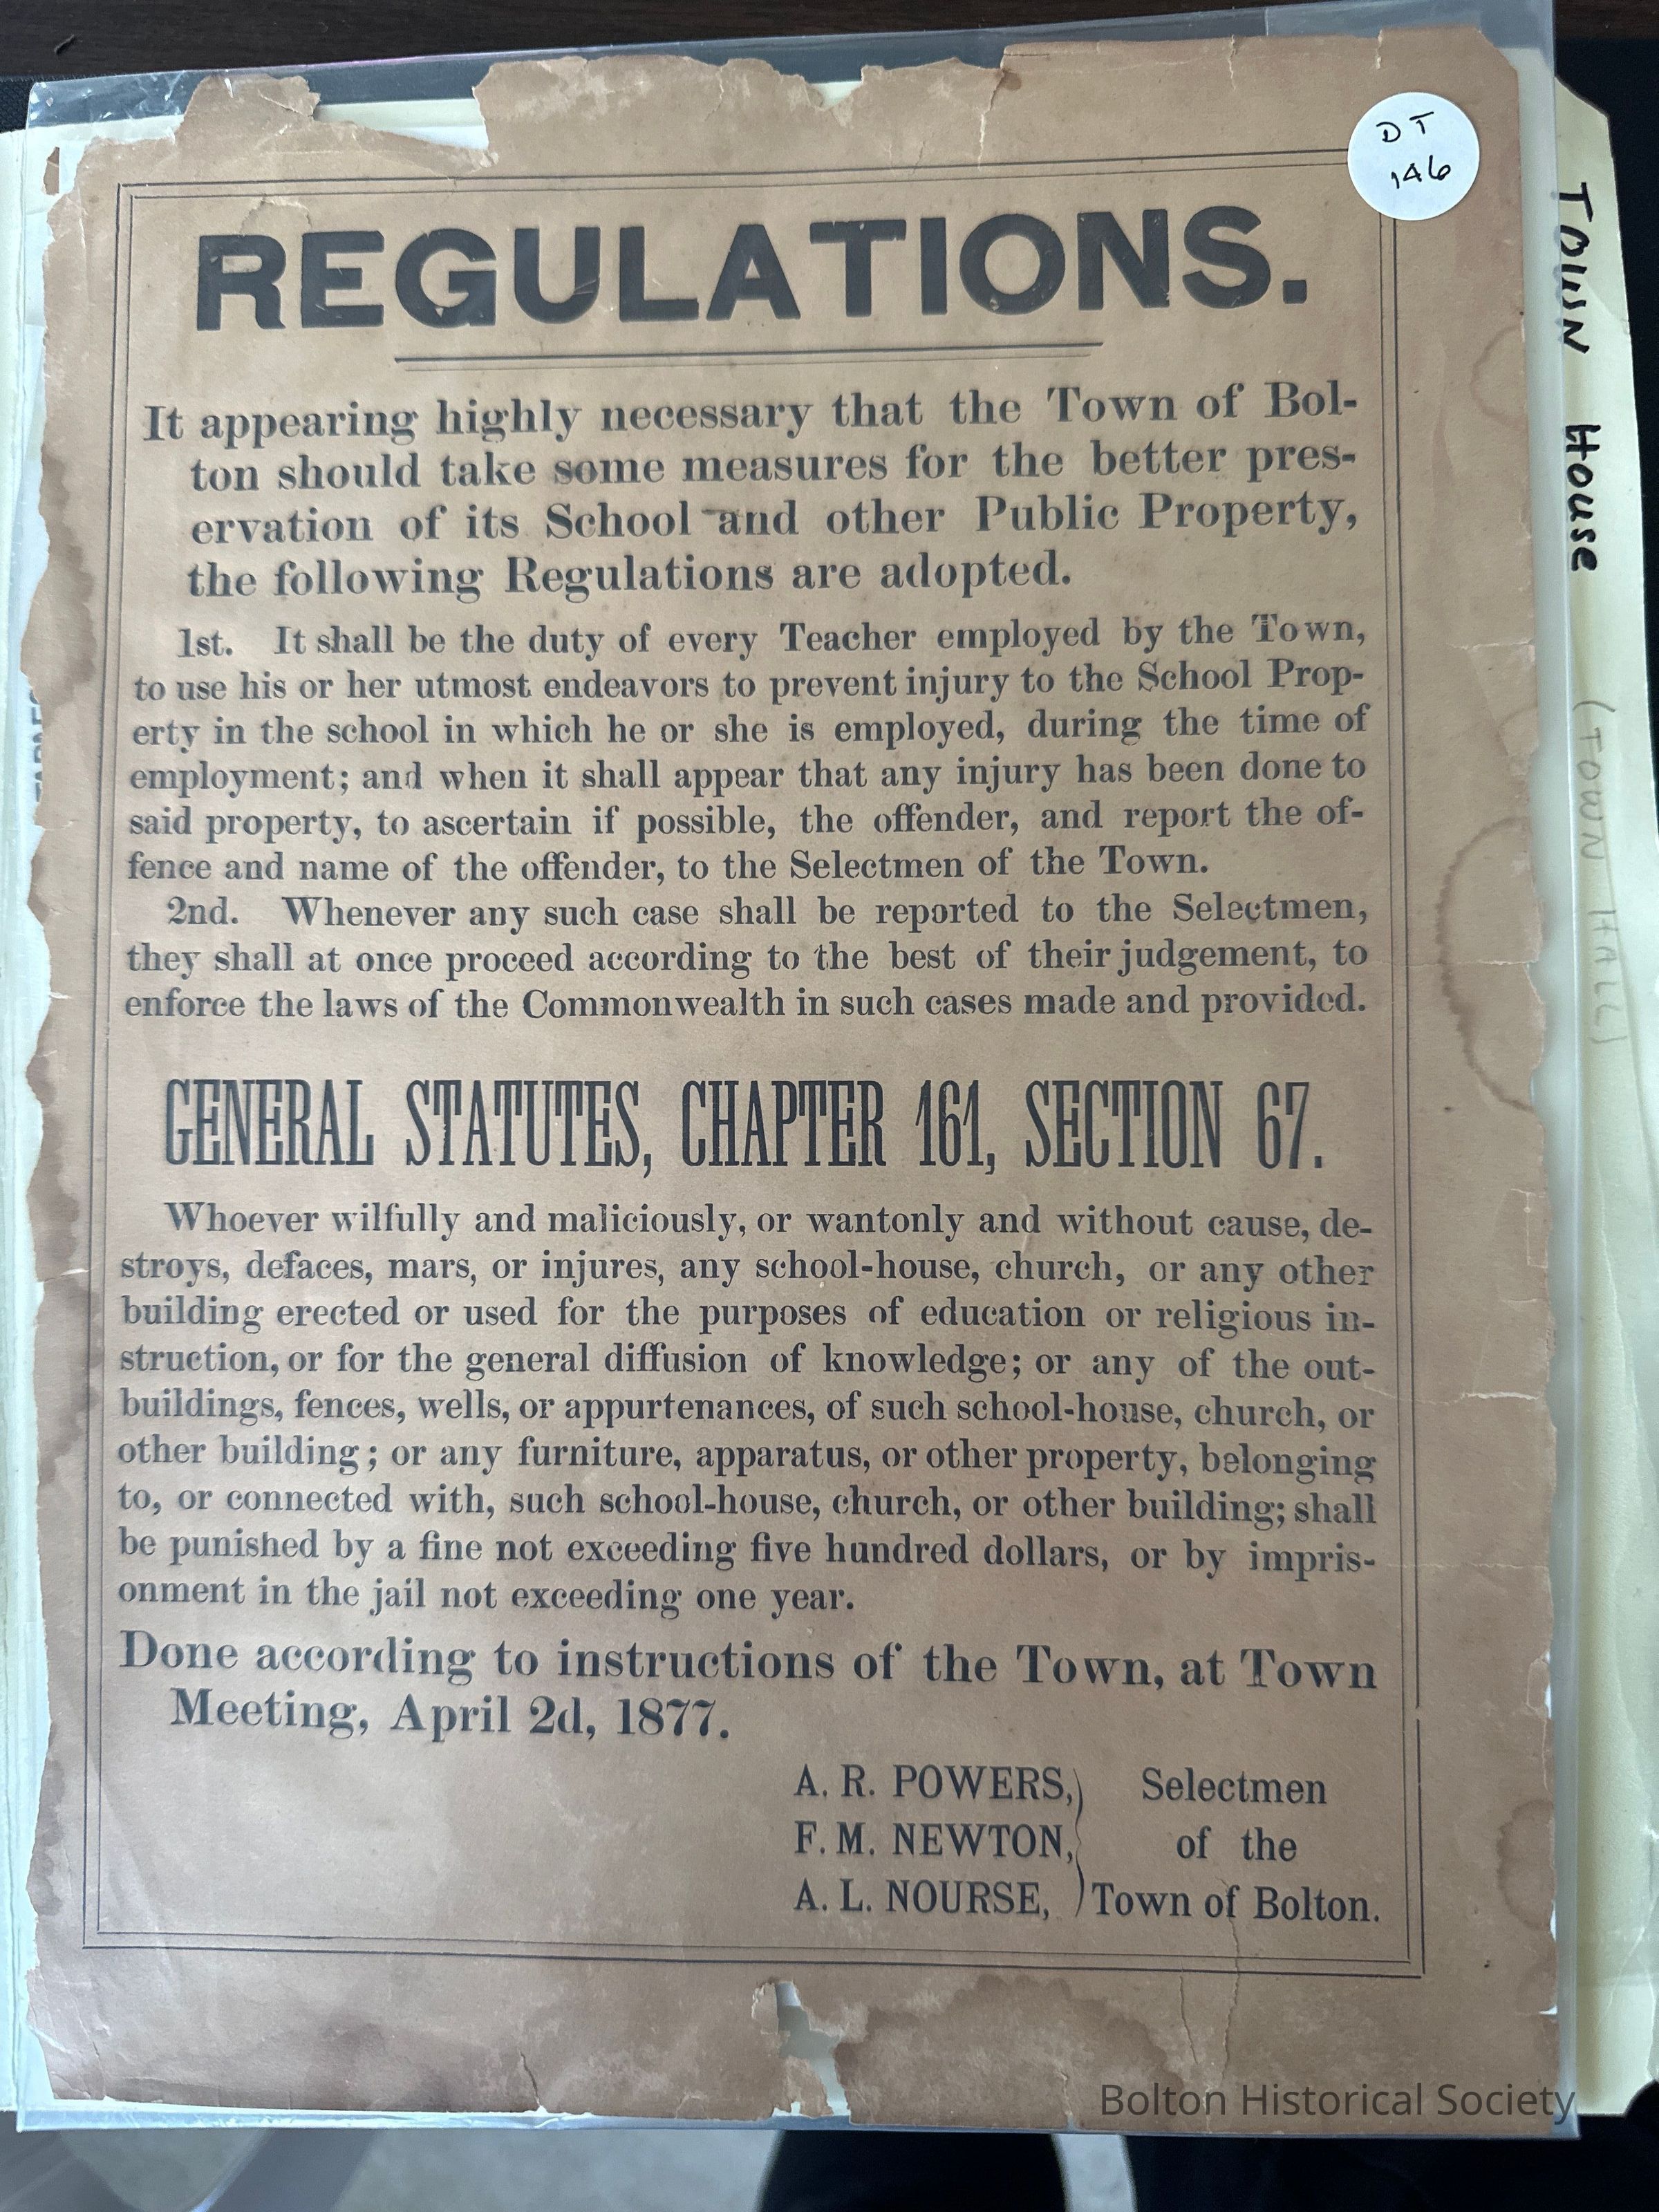 DT
146
TOWN HOUSE
(TOWN HALL)
REGULATIONS.
It appearing highly necessary that the Town of Bol-
ton should take some measures for the better pres-
ervation of its School and other Public Property,
the following Regulations are adopted.
1st. It shall be the duty of every Teacher employed by the Town,
to use his or her utmost endeavors to prevent injury to the School Prop-
erty in the school in which he or she is employed, during the time of
employment; and when it shall appear that any injury has been done to
said property, to ascertain if possible, the offender, and report the of-
fence and name of the offender, to the Selectmen of the Town.
2nd. Whenever any such case shall be reported to the Selectmen,
they shall at once proceed according to the best of their judgement, to
enforce the laws of the Commonwealth in such cases made and provided.
GENERAL STATUTES, CHAPTER 161, SECTION 67.
Whoever wilfully and maliciously, or wantonly and without cause, de-
stroys, defaces, mars, or injures, any school-house, church, or any other
building erected or used for the purposes of education or religious in-
struction, or for the general diffusion of knowledge; or any of the out-
buildings, fences, wells, or appurtenances, of such school-house, church, or
other building; or any furniture, apparatus, or other property, belonging
to, or connected with, such school-house, church, or other building; shall
be punished by a fine not exceeding five hundred dollars, or by impris-
onment in the jail not exceeding one year.
Done according to instructions of the Town, at Town
Meeting, April 2d, 1877.
A. R. POWERS, Selectmen
F. M. NEWTON, of the
A. L. NOURSE, Town of Bolton.
Bolton Historical Society